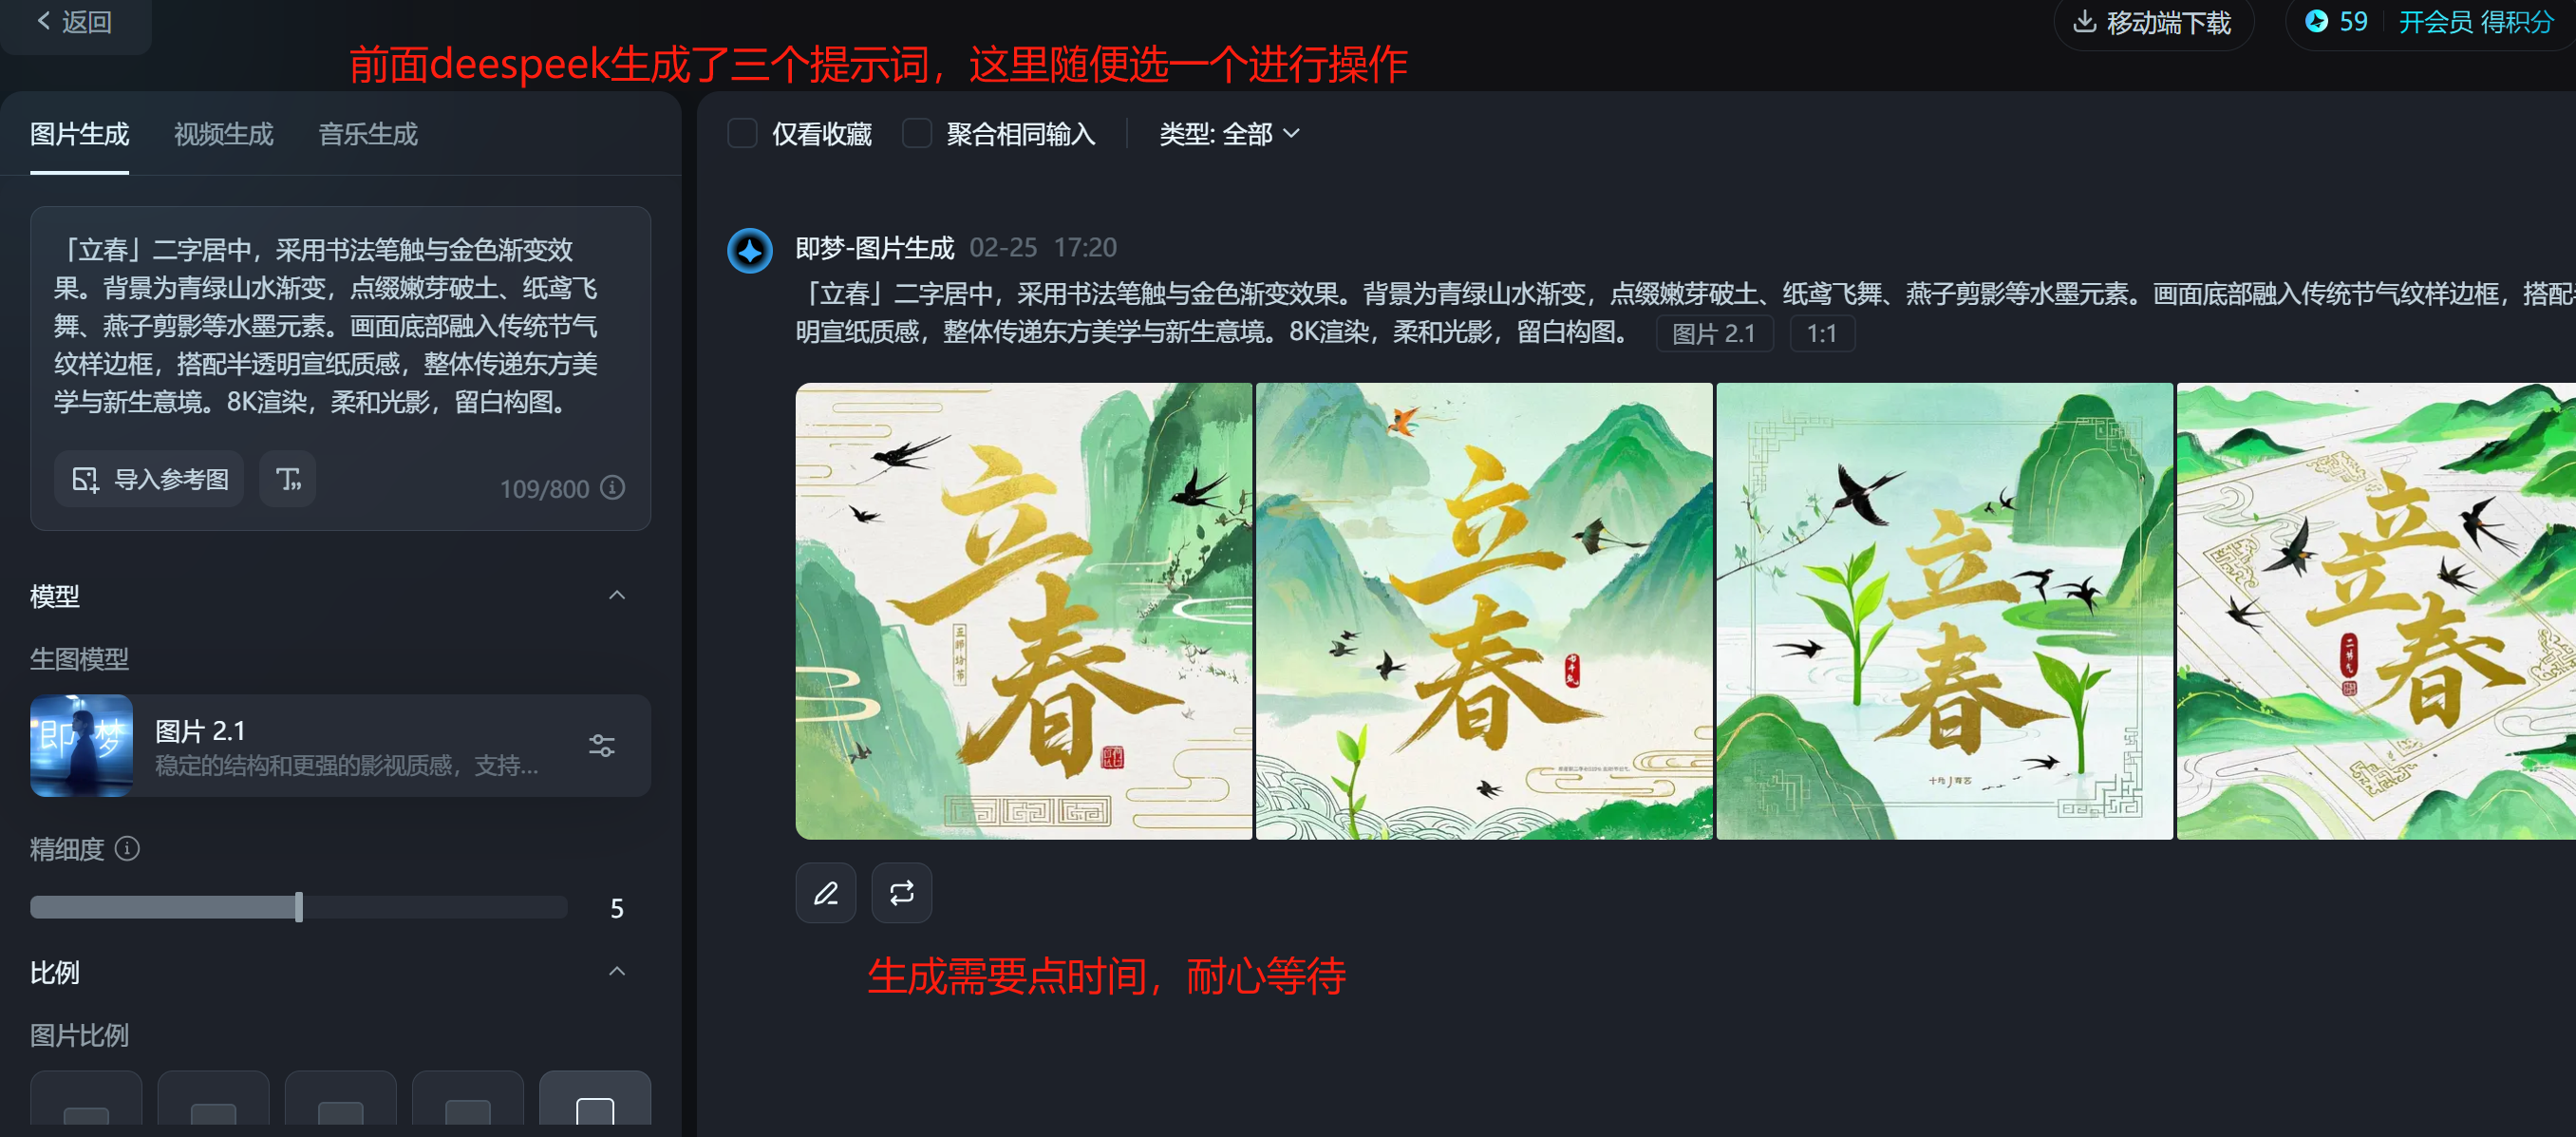 返回
移动端下载
59
开会员 得积分
前面deespeek生成了三个提示词，这里随便选一个进行操作
图片生成 视频生成 音乐生成
「立春」二字居中，采用书法笔触与金色渐变效
果。背景为青绿山水渐变，点缀嫩芽破土、纸鸢飞
舞、燕子剪影等水墨元素。画面底部融入传统节气
纹样边框，搭配半透明宣纸质感，整体传递东方美
学与新生意境。8K渲染，柔和光影，留白构图。
导入参考图
109/800
模型
生图模型
即梦
图片 2.1
稳定的结构和更强的影视质感，支持...
精细度
5
比例
图片比例
仅看收藏
聚合相同输入
类型: 全部
即梦-图片生成 02-25 17:20
「立春」二字居中，采用书法笔触与金色渐变效果。背景为青绿山水渐变，点缀嫩芽破土、纸鸢飞舞、燕子剪影等水墨元素。画面底部融入传统节气纹样边框，搭配
明宣纸质感，整体传递东方美学与新生意境。8K渲染，柔和光影，留白构图。 图片 2.1 1:1
立春
立春
立春
立立春
生成需要点时间，耐心等待